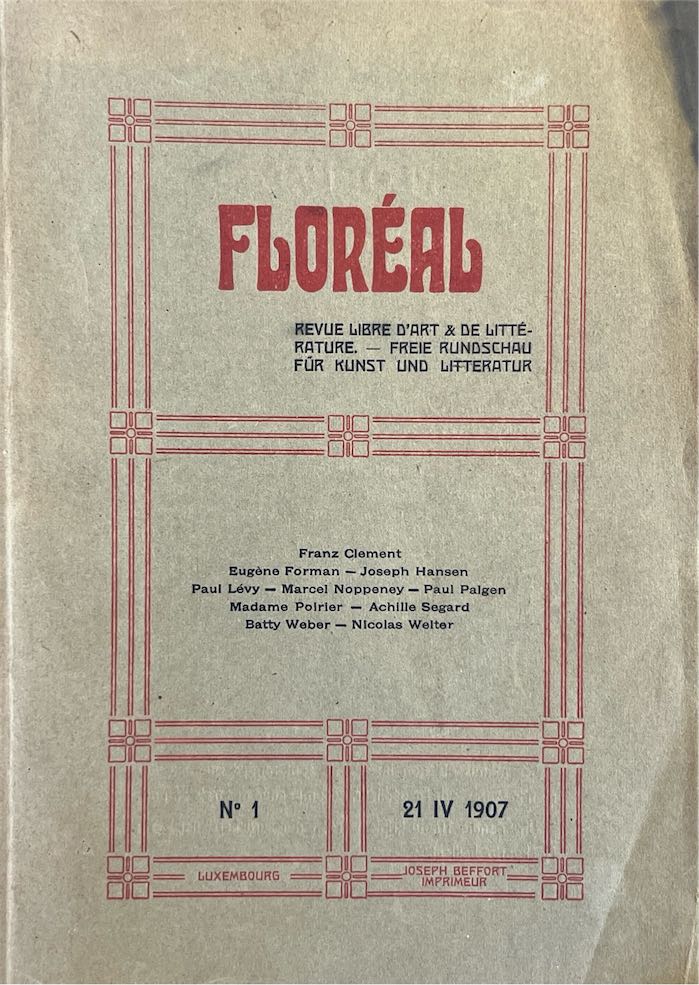 FLORÉAL
REVUE LIBRE D'ART & DE LITTÉ-
RATURE. — FREIE RUNDSCHAU
FÜR KUNST UND LITTERATUR
Franz Clement
Eugène Forman — Joseph Hansen
Paul Lévy — Marcel Noppeney — Paul Palgen
Madame Poirier — Achille Segard
Batty Weber — Nicolas Welter
Nº 1
21 IV 1907
LUXEMBOURG
JOSEPH BEFFORT
IMPRIMEUR